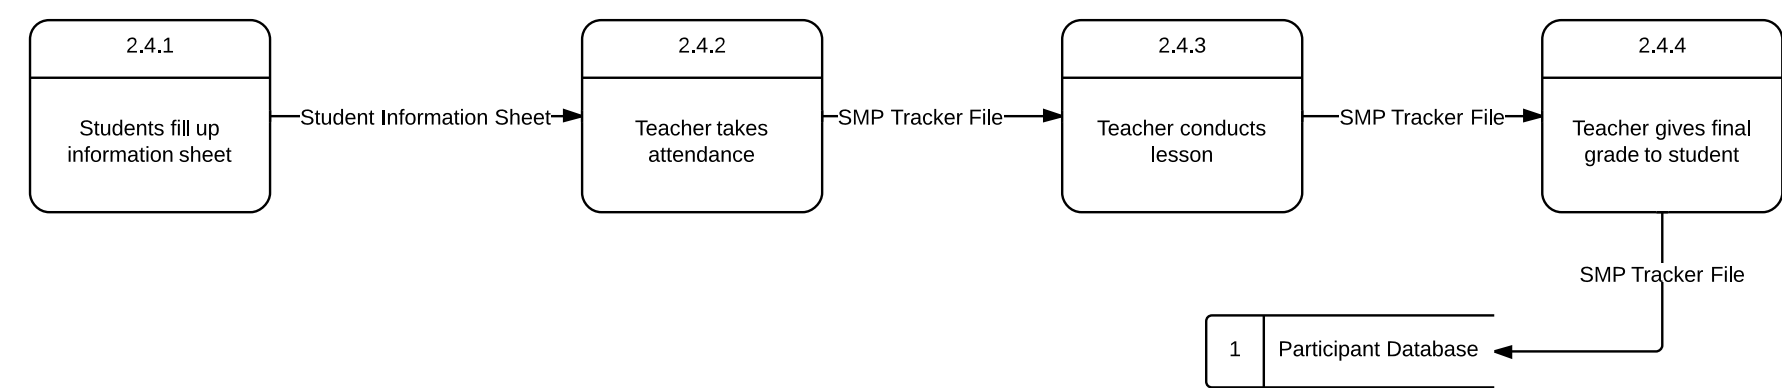 2.4.1
Students fill up
information sheet
Student Information Sheet
2.4.2
Teacher takes
attendance
SMP Tracker File
2.4.3
Teacher conducts
lesson
SMP Tracker File
2.4.4
Teacher gives final
grade to student
SMP Tracker File
1
Participant Database